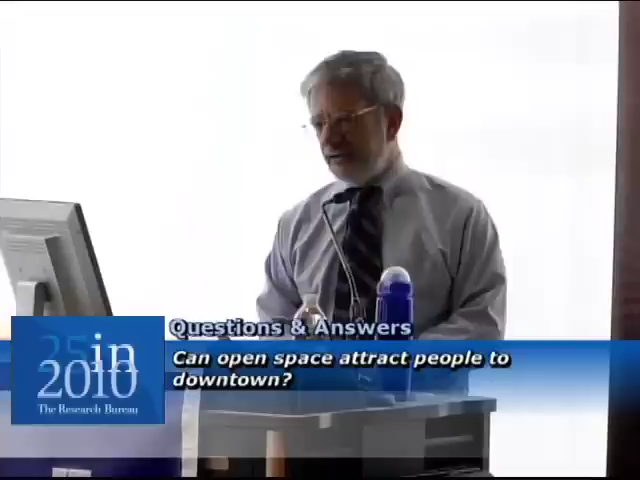 Questions & Answers
Can open space attract people to
downtown?
25 in
2010
The Research Bureau